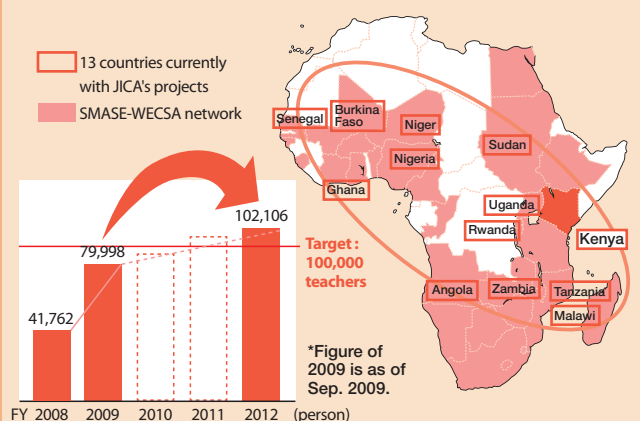 13 countries currently
with JICA's projects
SMASE-WECSA network
Senegal
Burkina
Faso
Niger
Nigeria
Sudan
Ghana
Uganda
Rwanda
Kenya
Angola
Zambia
Tanzania
Malawi
102,106
79,998
41,762
Target :
100,000
teachers
*Figure of
2009 is as of
Sep. 2009.
FY 2008 2009 2010 2011 2012 (person)